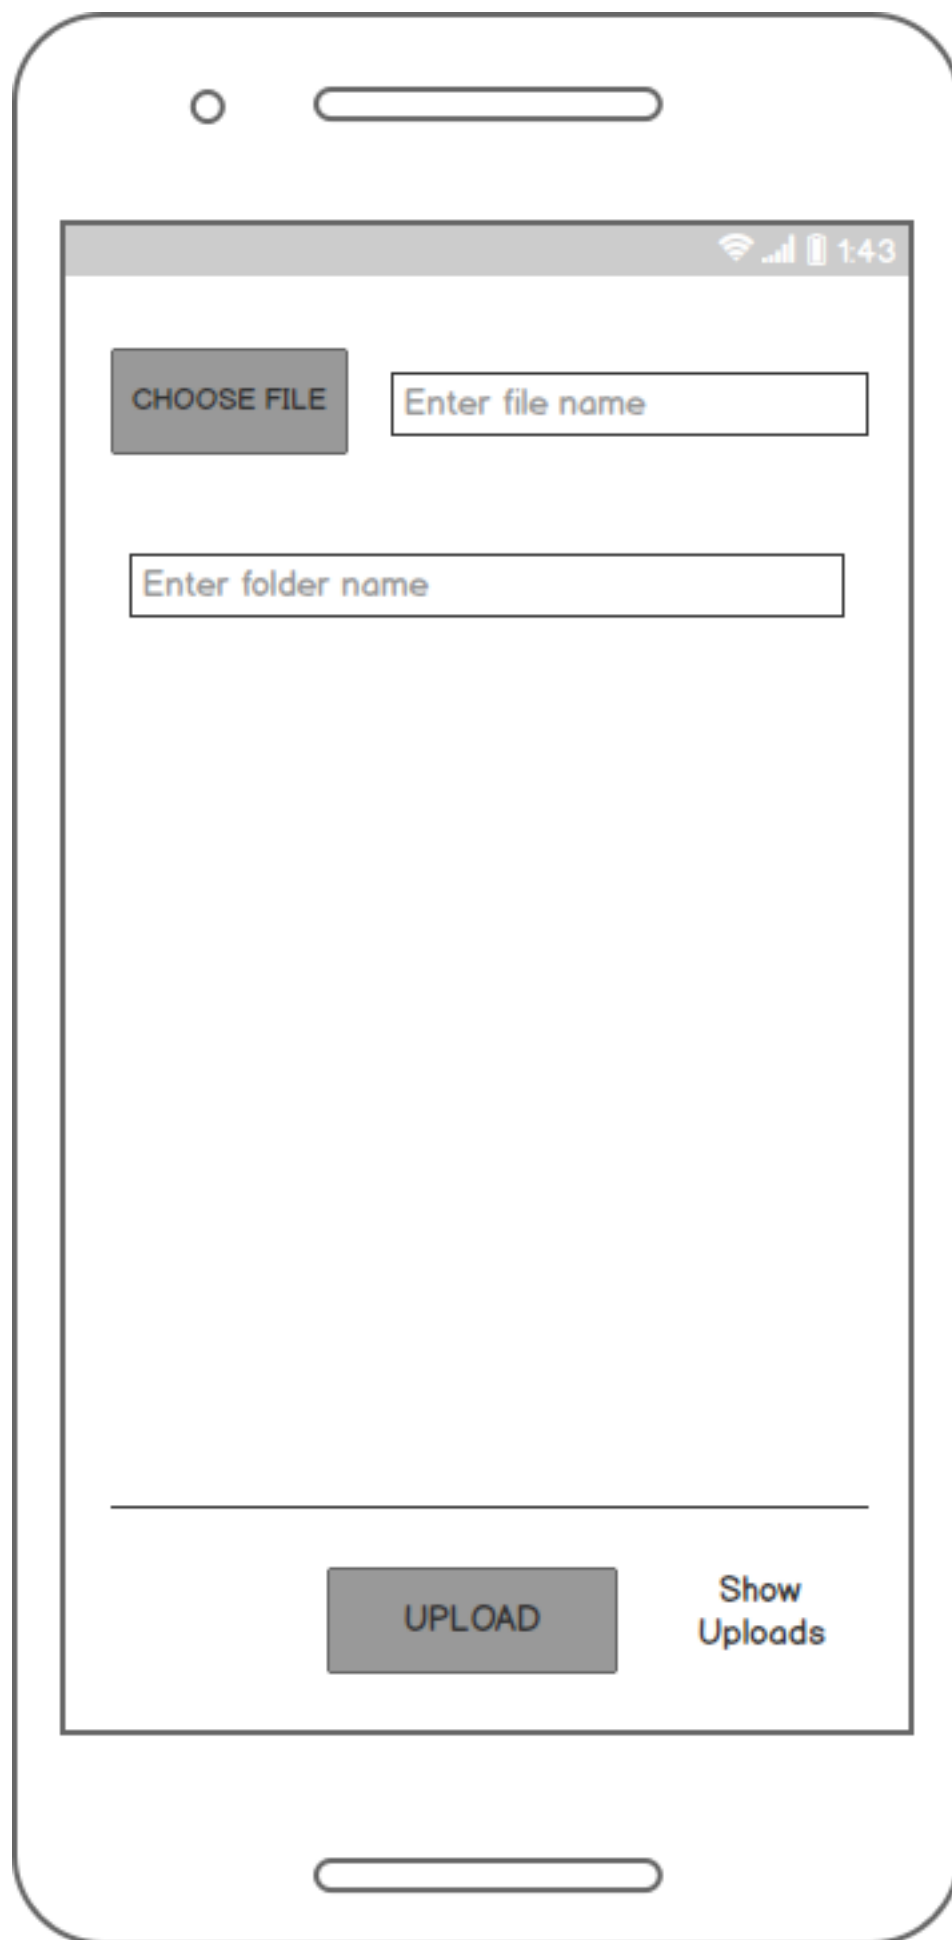 1:43
CHOOSE FILE
Enter file name
Enter folder name
UPLOAD
Show
Uploads